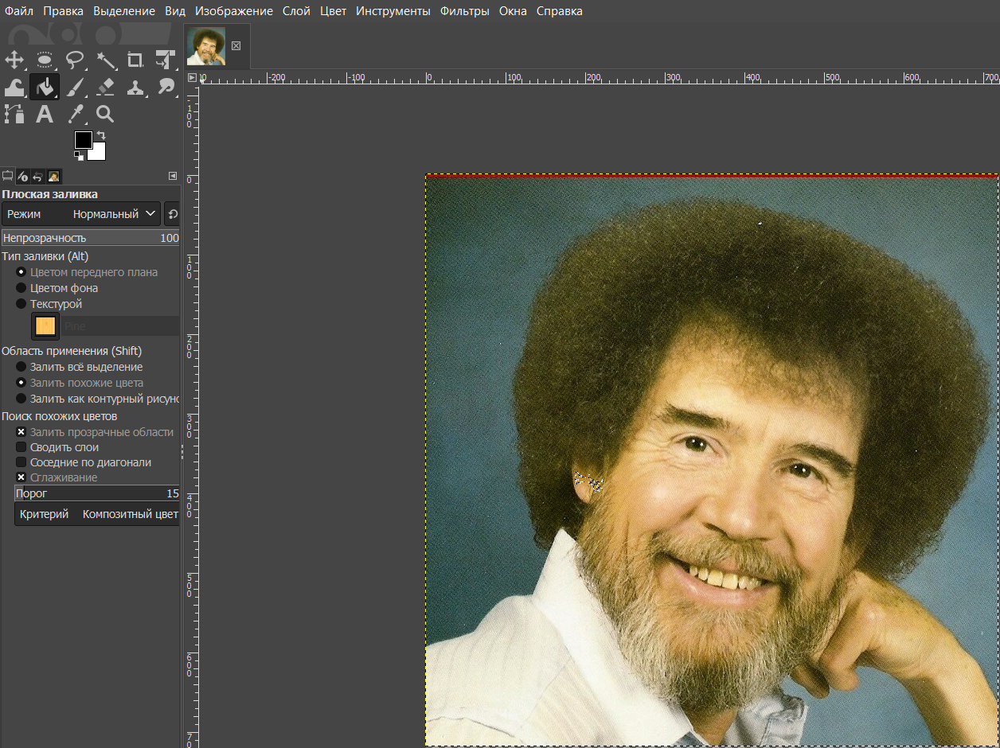 Файл Правка Выделение Вид Изображение Слой Цвет Инструменты Фильтры Окна Справка
-200 -100 0 100 200 300 400 500 600 700
-100
0
100
200
300
400
500
600
Плоская заливка
Режим Нормальный
Непрозрачность 100
Тип заливки (Alt)
Цветом переднего плана
Цветом фона
Текстурой
Pine
Область применения (Shift)
Залить всё выделение
Залить похожие цвета
Залить как контурный рисунс
Поиск похожих цветов
Залить прозрачные области
Сводить слои
Соседние по диагонали
Сглаживание
Порог 15
Критерий Композитный цвет